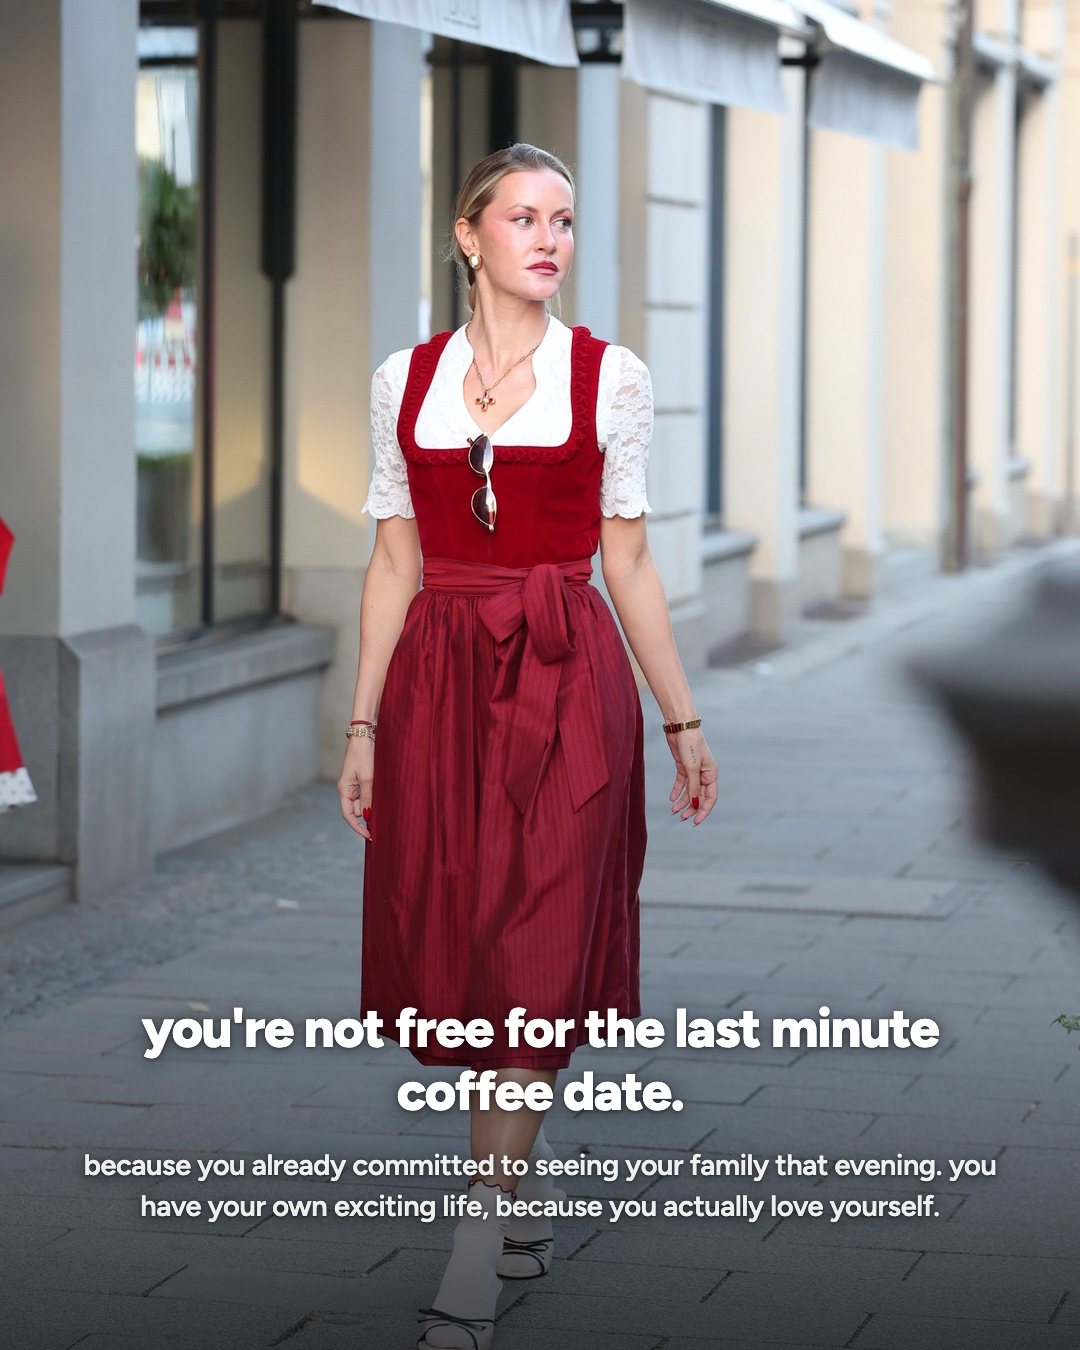 you're not free for the last minute
coffee date.
because you already committed to seeing your family that evening. you
have your own exciting life, because you actually love yourself.